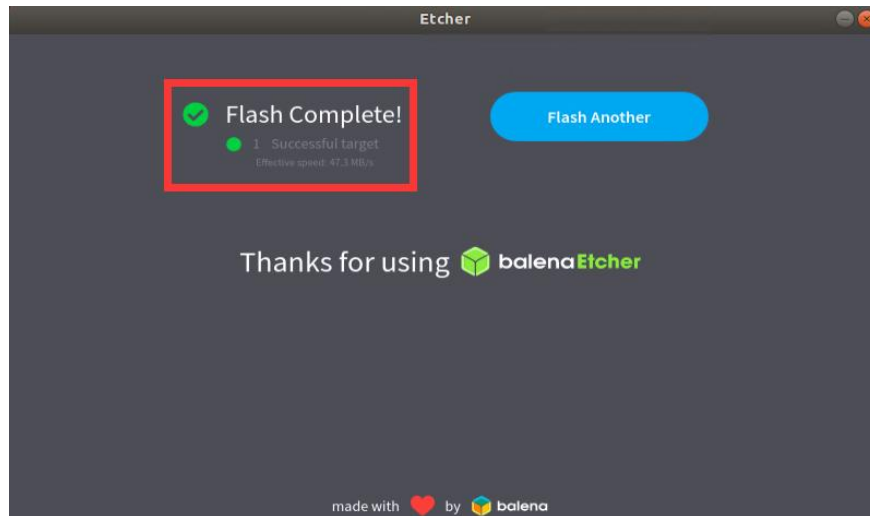 Etcher
Flash Complete!
1 Successful target
Effective speed: 47.3 MB/s
Flash Another
Thanks for using balenaEtcher
made with by balena